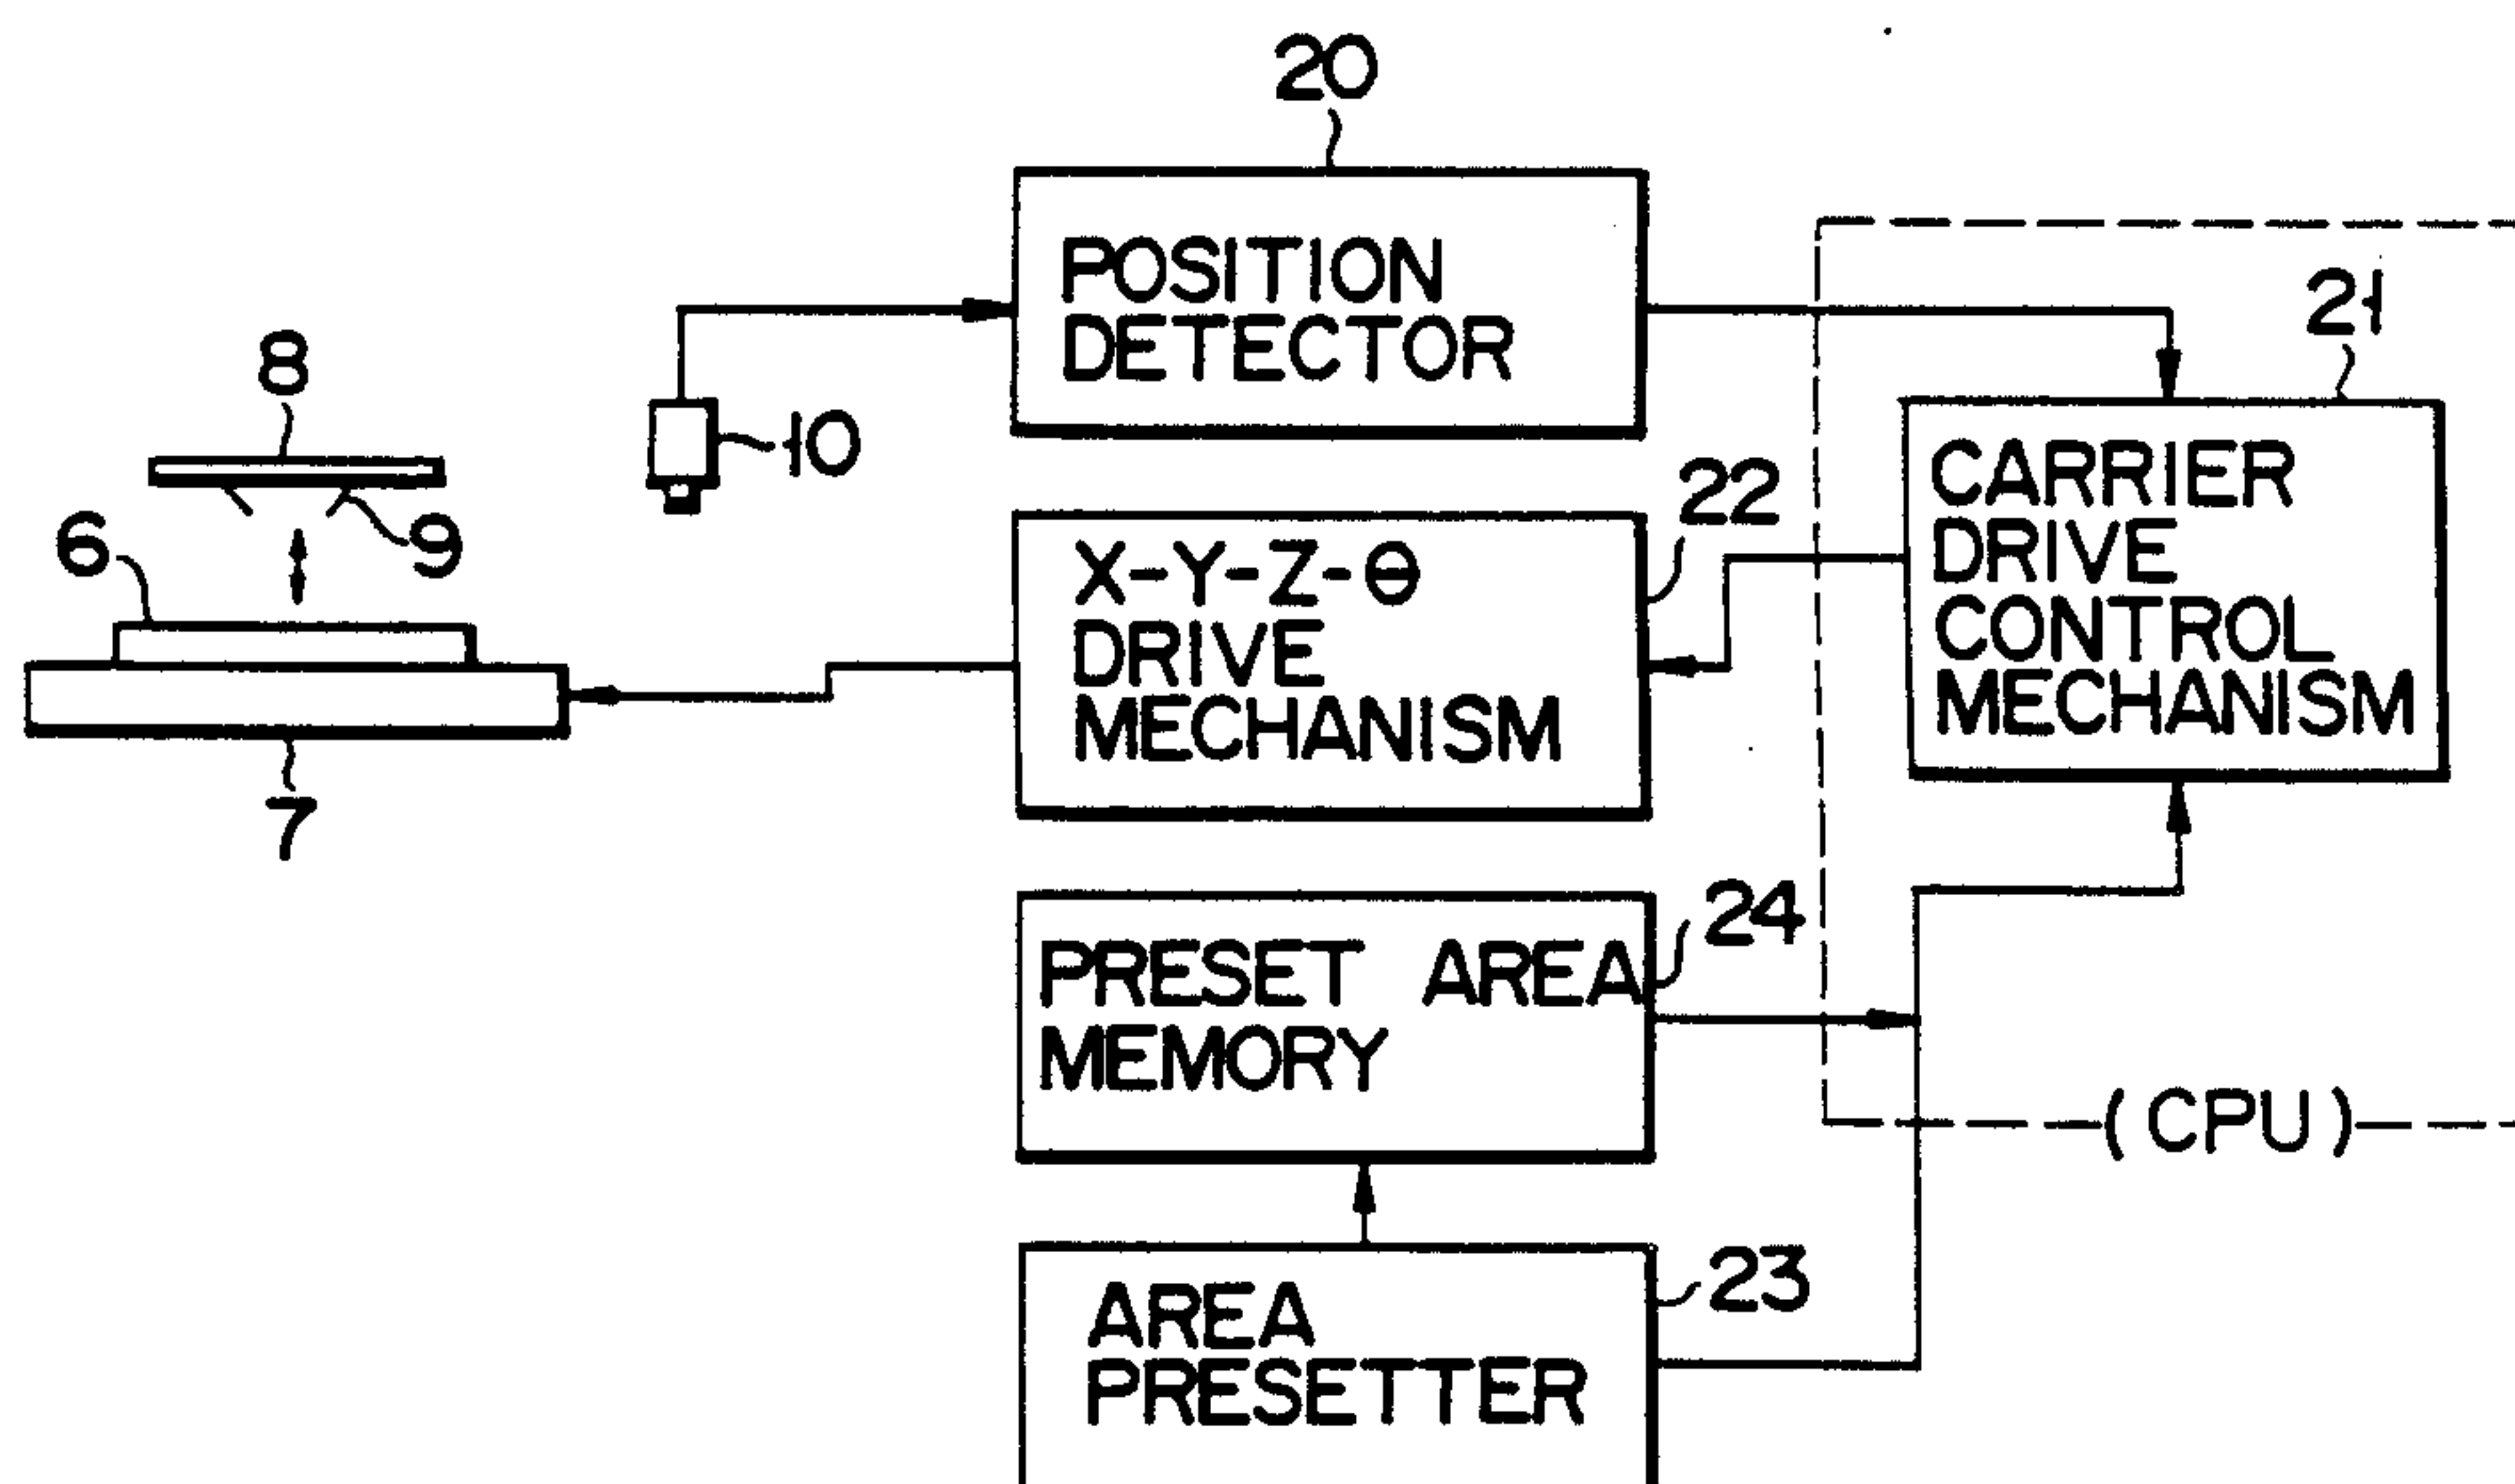 20
POSITION
DETECTOR
21
8
10
CARRIER
DRIVE
CONTROL
MECHANISM
22
X-Y-Z-Θ
DRIVE
MECHANISM
6
9
7
24
PRESET AREA
MEMORY
(CPU)
23
AREA
PRESETTER